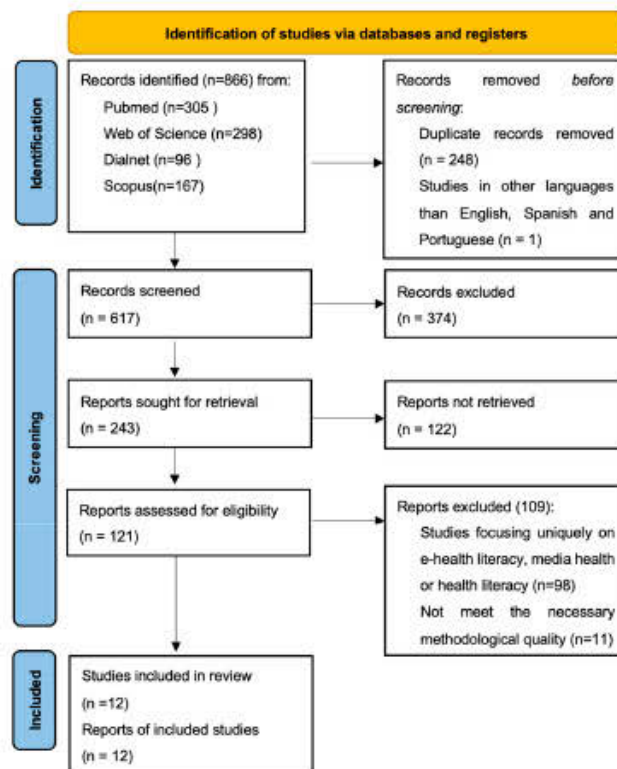 Identification of studies via databases and registers
Identification
Records identified (n=866) from:
Pubmed (n=305 )
Web of Science (n=298)
Dialnet (n=96 )
Scopus(n=167)
Records removed before
screening:
Duplicate records removed
(n = 248)
Studies in other languages
than English, Spanish and
Portuguese (n = 1)
Screening
Records screened
(n = 617)
Records excluded
(n = 374)
Reports sought for retrieval
(n = 243)
Reports not retrieved
(n = 122)
Reports assessed for eligibility
(n = 121)
Reports excluded (109):
Studies focusing uniquely on
e-health literacy, media health
or health literacy (n=98)
Not meet the necessary
methodological quality (n=11)
Included
Studies included in review
(n =12)
Reports of included studies
(n = 12)